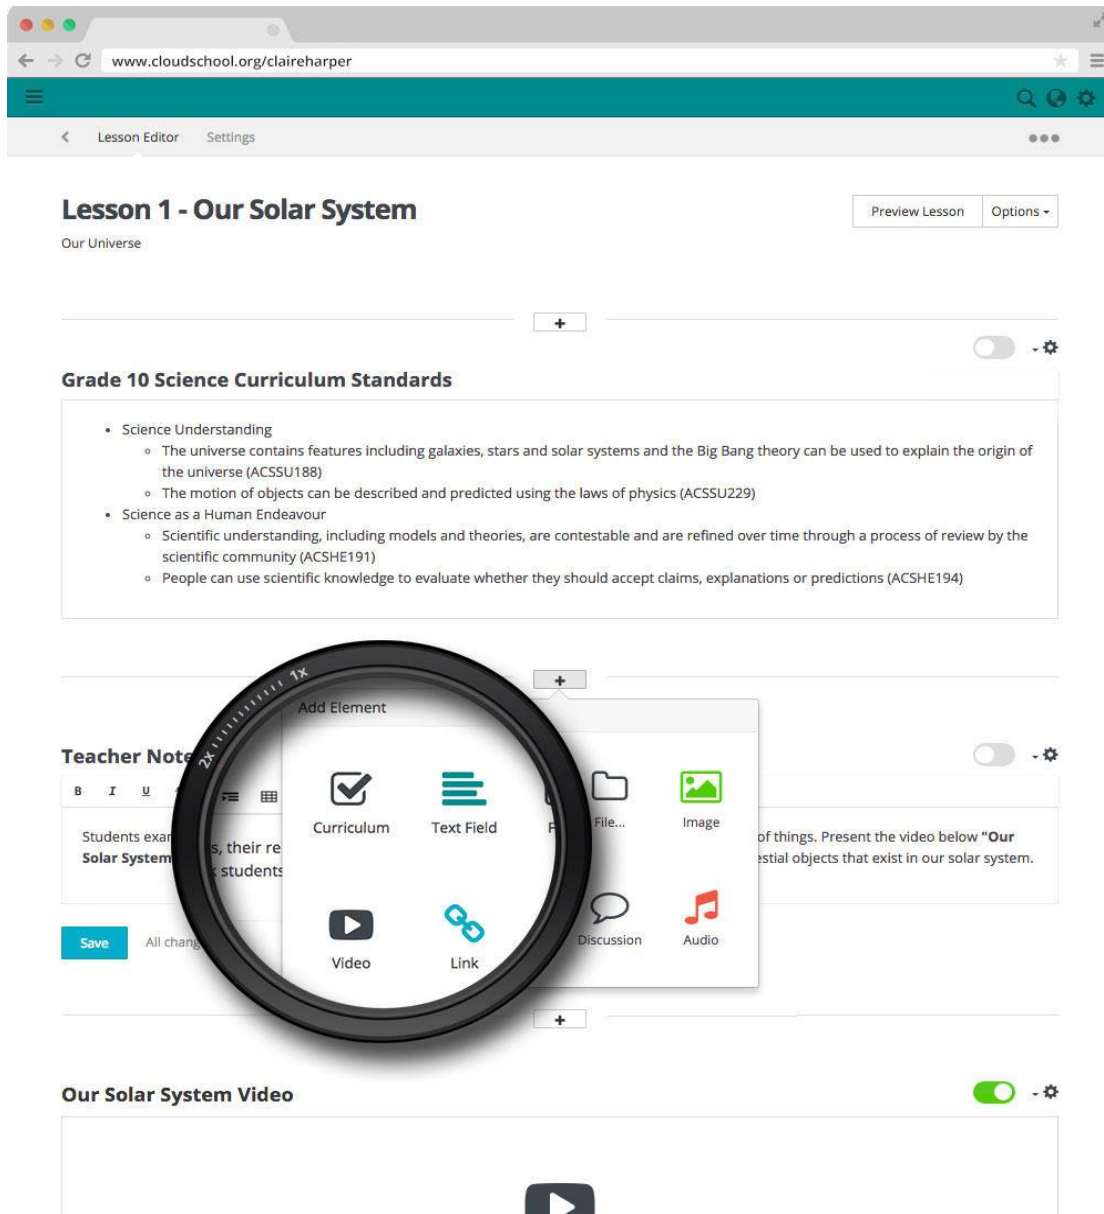 www.cloudschool.org/claireharper
Lesson Editor Settings
Lesson 1 - Our Solar System
Preview Lesson Options
Our Universe
+
Grade 10 Science Curriculum Standards
• Science Understanding
◦ The universe contains features including galaxies, stars and solar systems and the Big Bang theory can be used to explain the origin of
the universe (ACSSU188)
◦ The motion of objects can be described and predicted using the laws of physics (ACSSU229)
• Science as a Human Endeavour
◦ Scientific understanding, including models and theories, are contestable and are refined over time through a process of review by the
scientific community (ACSHE191)
◦ People can use scientific knowledge to evaluate whether they should accept claims, explanations or predictions (ACSHE194)
+
1x
2x
Add Element
Curriculum Text Field File... Image
Video Link Discussion Audio
Teacher Note
B I U
Students s, their re of things. Present the video below "Our
Solar System students objects that exist in our solar system.
Save All
+
Our Solar System Video